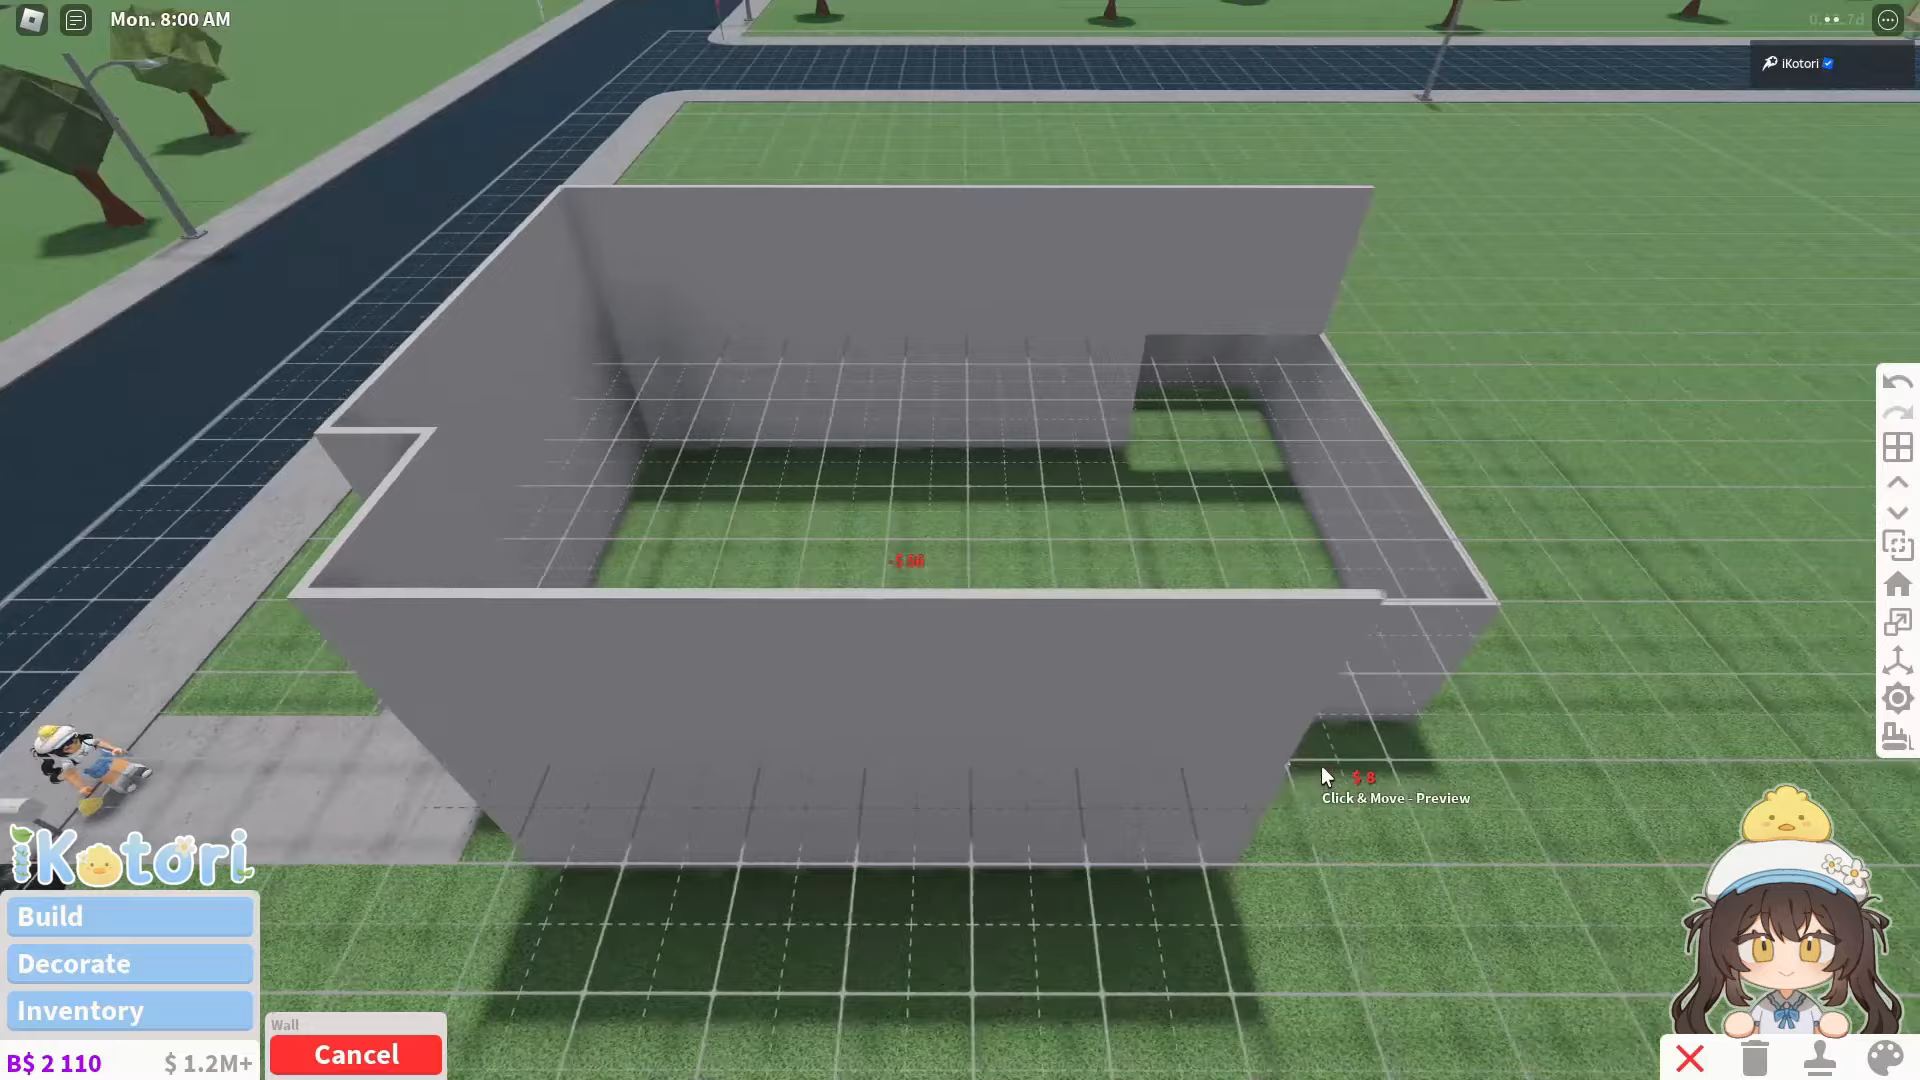 Mon. 8:00 AM
iKotori
$ 8
Click & Move - Preview
iKotori
Build
Decorate
Inventory
B$ 2 110
$ 1.2M+
Wall
Cancel